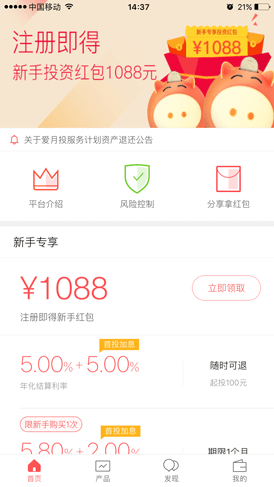 中国移动
14:37
21%
注册即得
新手投资红包1088元
新手专享投资红包
¥1088
关于爱月投服务计划资产退还公告
平台介绍
风险控制
分享拿红包
新手专享
¥1088
立即领取
注册即得新手红包
首投加息
5.00%+5.00%
随时可退
年化结算利率
起投100元
限新手购买1次
首投加息
5.80%+2.00%
期限1个月
首页
产品
发现
我的